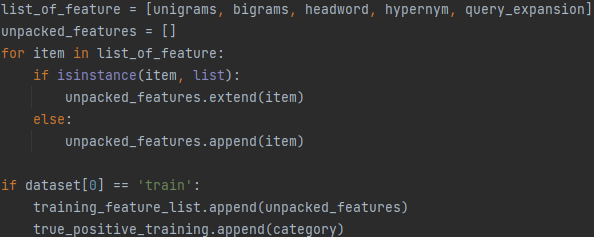 list_of_feature = [unigrams, bigrams, headword, hypernym, query_expansion]
unpacked_features = []
for item in list_of_feature:
    if isinstance(item, list):
        unpacked_features.extend(item)
    else:
        unpacked_features.append(item)

if dataset[0] == 'train':
    training_feature_list.append(unpacked_features)
    true_positive_training.append(category)